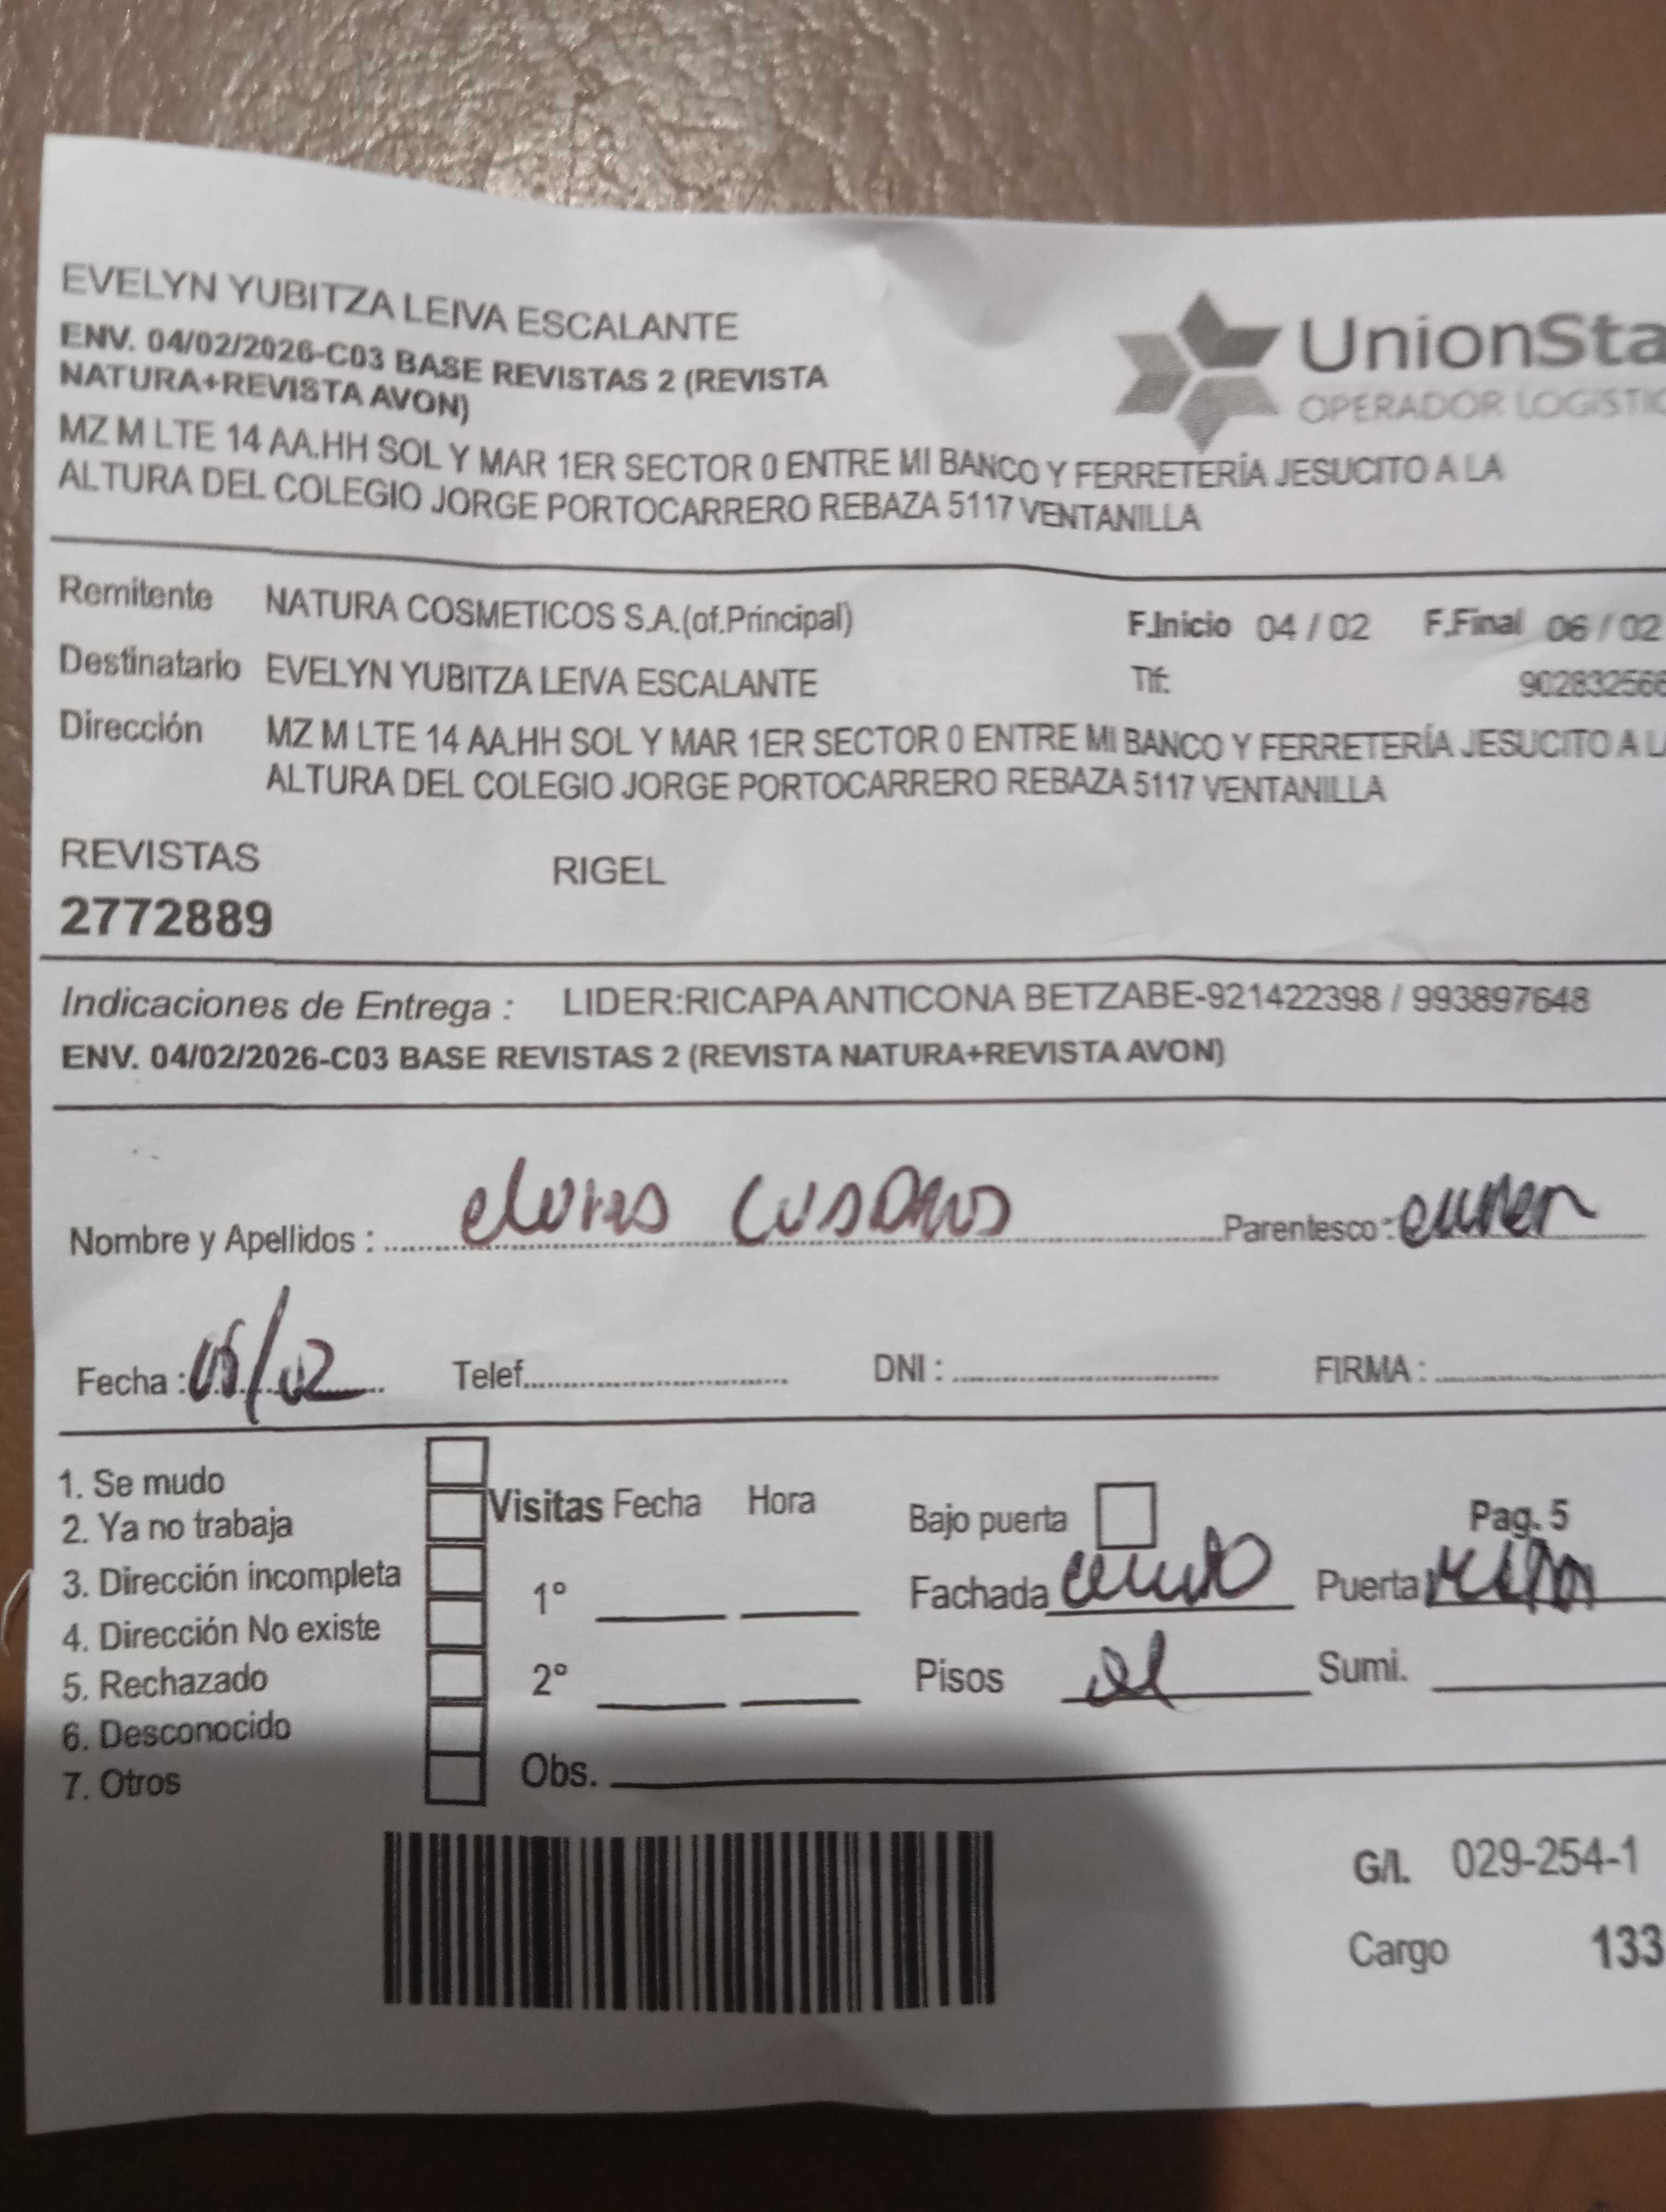 EVELYN YUBITZA LEIVA ESCALANTE
ENV. 04/02/2026-C03 BASE REVISTAS 2 (REVISTA
NATURA+REVISTA AVON)
MZ M LTE 14 AA.HH SOL Y MAR 1ER SECTOR 0 ENTRE MI BANCO Y FERRETERÍA JESUCITO A LA
ALTURA DEL COLEGIO JORGE PORTOCARRERO REBAZA 5117 VENTANILLA
UnionSta
OPERADOR LOGISTIC
Remitente NATURA COSMETICOS S.A.(of.Principal) F.Inicio 04 / 02 F.Final 06 / 02
Destinatario EVELYN YUBITZA LEIVA ESCALANTE Tlf: 902832566
Dirección MZ M LTE 14 AA.HH SOL Y MAR 1ER SECTOR 0 ENTRE MI BANCO Y FERRETERÍA JESUCITO A LA
ALTURA DEL COLEGIO JORGE PORTOCARRERO REBAZA 5117 VENTANILLA
REVISTAS RIGEL
2772889
Indicaciones de Entrega : LIDER:RICAPA ANTICONA BETZABE-921422398 / 993897648
ENV. 04/02/2026-C03 BASE REVISTAS 2 (REVISTA NATURA+REVISTA AVON)
Nombre y Apellidos : Parentesco :
Fecha : 05/02 Telef. DNI : FIRMA :
1. Se mudo
2. Ya no trabaja
3. Dirección incompleta
4. Dirección No existe
5. Rechazado
6. Desconocido
7. Otros
Visitas Fecha Hora
1º
2º
Obs.
Bajo puerta Pag. 5
Fachada Puerta
Pisos Sumi.
G/I. 029-254-1
Cargo 133